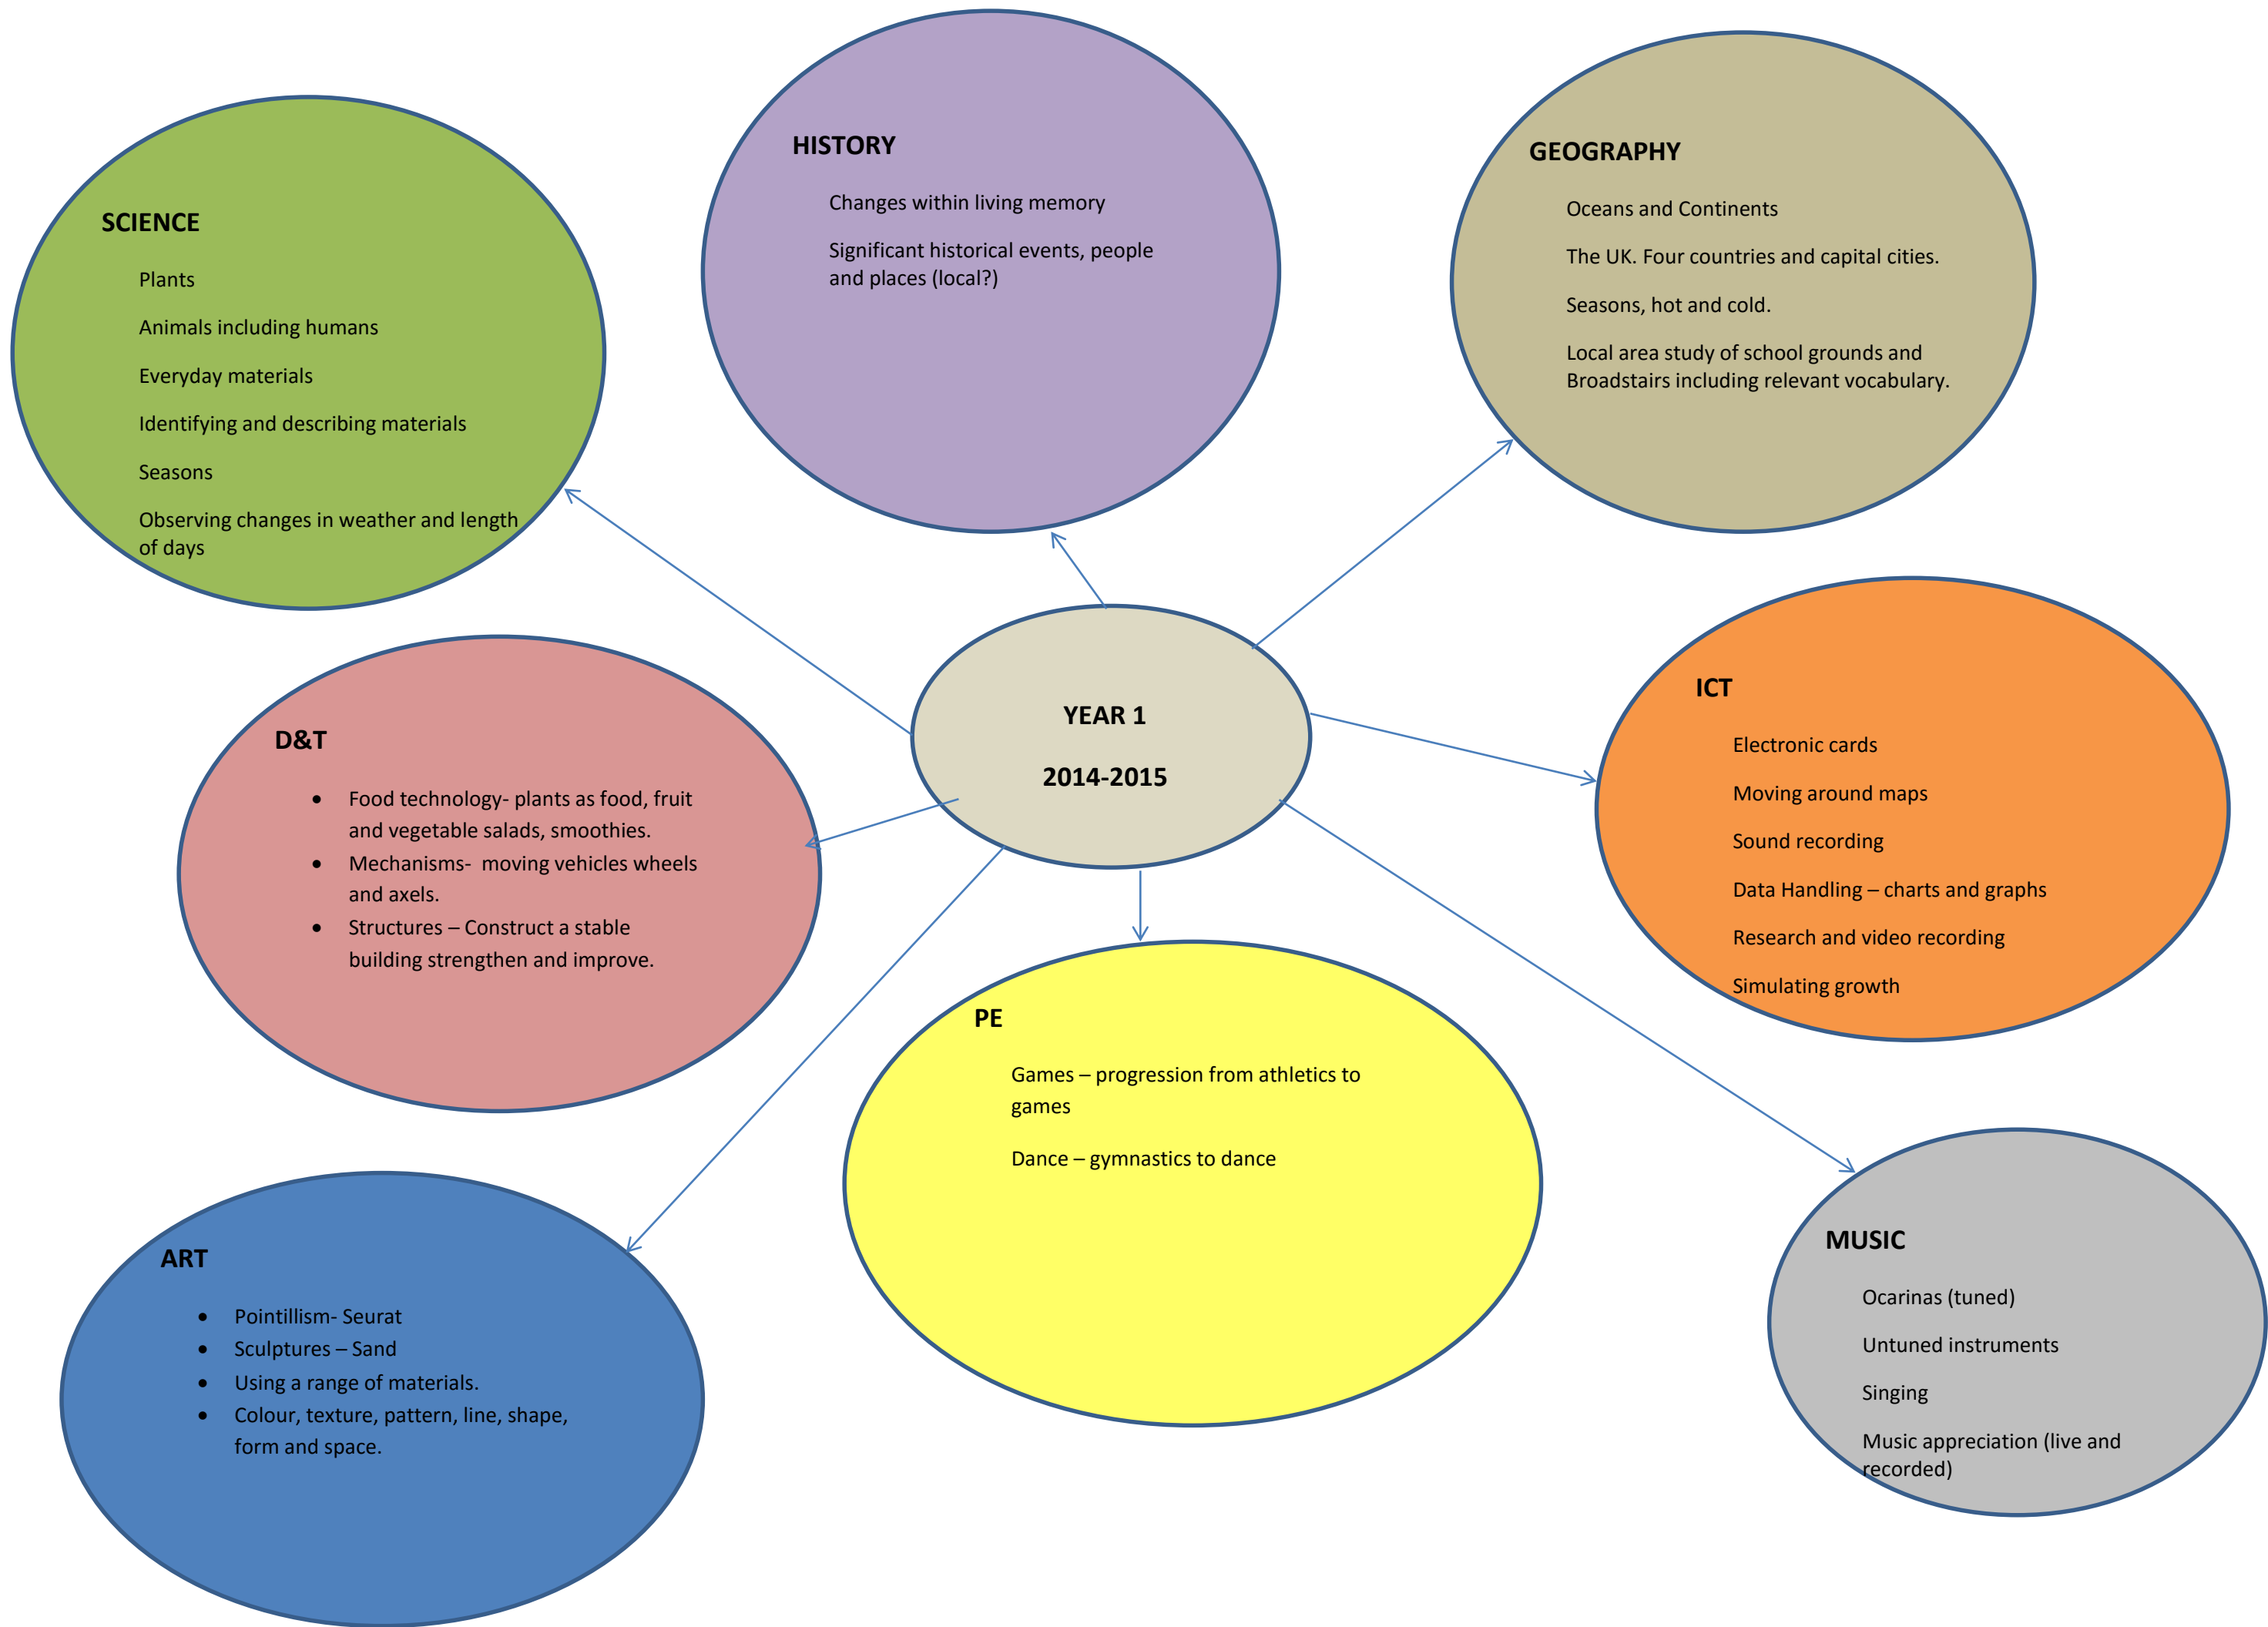 HISTORY
Changes within living memory
Significant historical events, people
and places (local?)
GEOGRAPHY
Oceans and Continents
The UK. Four countries and capital cities.
Seasons, hot and cold.
Local area study of school grounds and
Broadstairs including relevant vocabulary.
SCIENCE
Plants
Animals including humans
Everyday materials
Identifying and describing materials
Seasons
Observing changes in weather and length
of days
YEAR 1
2014-2015
ICT
Electronic cards
Moving around maps
Sound recording
Data Handling – charts and graphs
Research and video recording
Simulating growth
D&T
• Food technology- plants as food, fruit
and vegetable salads, smoothies.
• Mechanisms- moving vehicles wheels
and axels.
• Structures – Construct a stable
building strengthen and improve.
PE
Games – progression from athletics to
games
Dance – gymnastics to dance
MUSIC
Ocarinas (tuned)
Untuned instruments
Singing
Music appreciation (live and
recorded)
ART
• Pointillism- Seurat
• Sculptures – Sand
• Using a range of materials.
• Colour, texture, pattern, line, shape,
form and space.